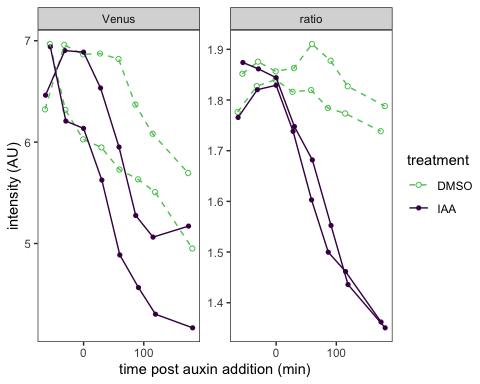 Venus
ratio
7
6
5
1.9
1.8
1.7
1.6
1.5
1.4
0
100
0
100
intensity (AU)
time post auxin addition (min)
treatment
DMSO
IAA